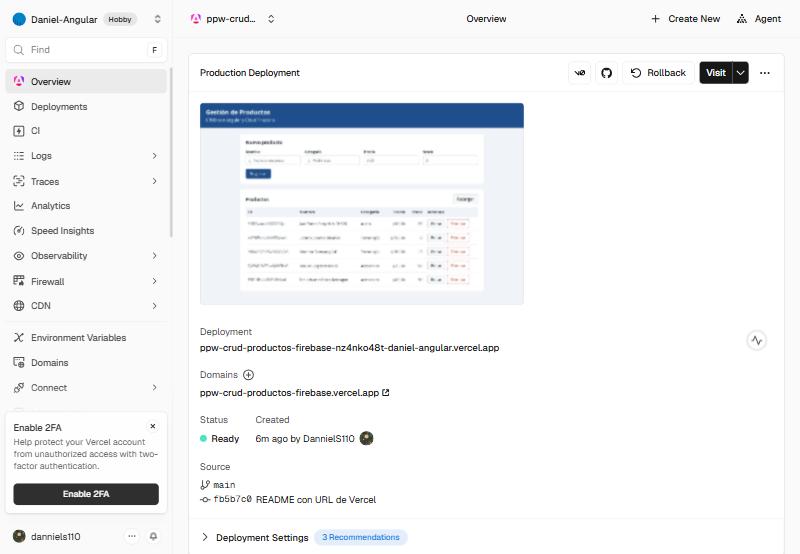 Daniel-Angular Hobby
ppw-crud...
Overview
Create New
Agent
Find F
Overview
Deployments
CI
Logs
Traces
Analytics
Speed Insights
Observability
Firewall
CDN
Environment Variables
Domains
Connect
Enable 2FA
Help protect your Vercel account
from unauthorized access with two-
factor authentication.
Enable 2FA
danniels110
Production Deployment
Rollback
Visit
Gestión de Productos
Nuevo producto
Productos
Deployment
ppw-crud-productos-firebase-nz4nko48t-daniel-angular.vercel.app
Domains
ppw-crud-productos-firebase.vercel.app
Status Created
Ready 6m ago by DannielS110
Source
main
fb5b7c0 README con URL de Vercel
Deployment Settings 3 Recommendations